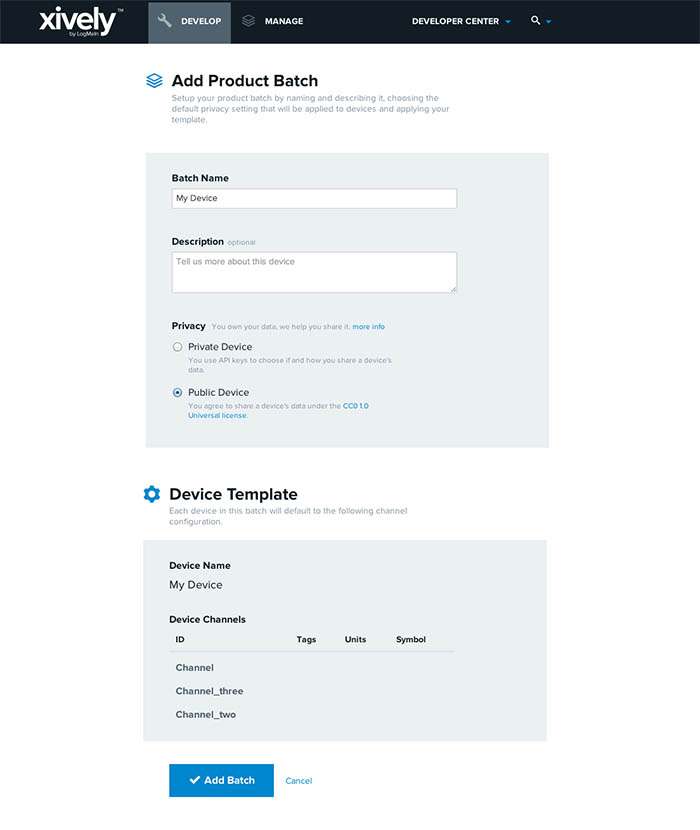 xively™
by LogMeIn
DEVELOP
MANAGE
DEVELOPER CENTER
Add Product Batch
Setup your product batch by naming and describing it, choosing the
default privacy setting that will be applied to devices and applying your
template.
Batch Name
My Device
Description optional
Tell us more about this device
Privacy You own your data, we help you share it. more info
Private Device
You use API keys to choose if and how you share a device's
data.
Public Device
You agree to share a device's data under the CC0 1.0
Universal license.
Device Template
Each device in this batch will default to the following channel
configuration.
Device Name
My Device
Device Channels
ID Tags Units Symbol
Channel
Channel_three
Channel_two
Add Batch Cancel